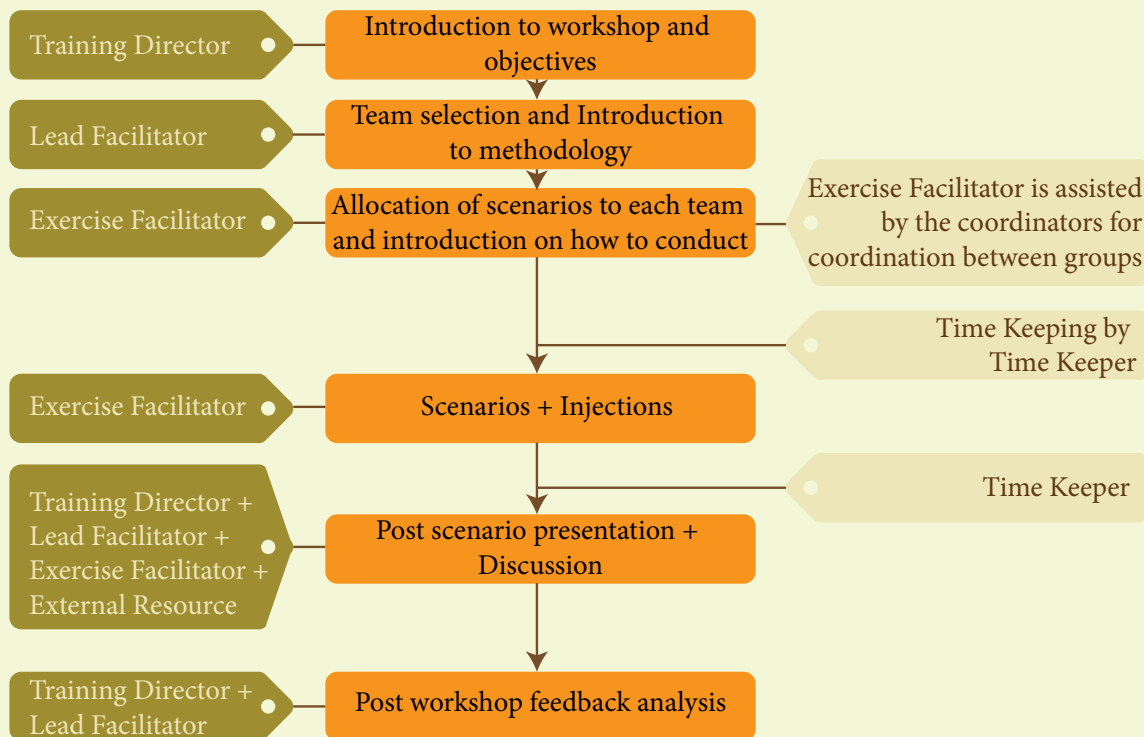 Training Director
Introduction to workshop and
objectives
Lead Facilitator
Team selection and Introduction
to methodology
Exercise Facilitator
Allocation of scenarios to each team
and introduction on how to conduct
Exercise Facilitator is assisted
by the coordinators for
coordination between groups
Time Keeping by
Time Keeper
Exercise Facilitator
Scenarios + Injections
Time Keeper
Training Director +
Lead Facilitator +
Exercise Facilitator +
External Resource
Post scenario presentation +
Discussion
Training Director +
Lead Facilitator
Post workshop feedback analysis